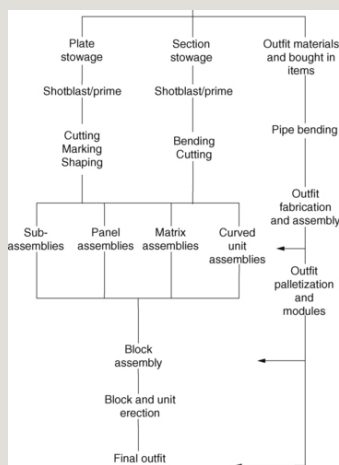 Plate
stowage
Section
stowage
Outfit materials
and bought in
items
Shotblast/prime
Shotblast/prime
Pipe bending
Cutting
Marking
Shaping
Bending
Cutting
Outfit
fabrication
and assembly
Sub-
assemblies
Panel
assemblies
Matrix
assemblies
Curved
unit
assemblies
Outfit
palletization
and
modules
Block
assembly
Block and unit
erection
Final outfit